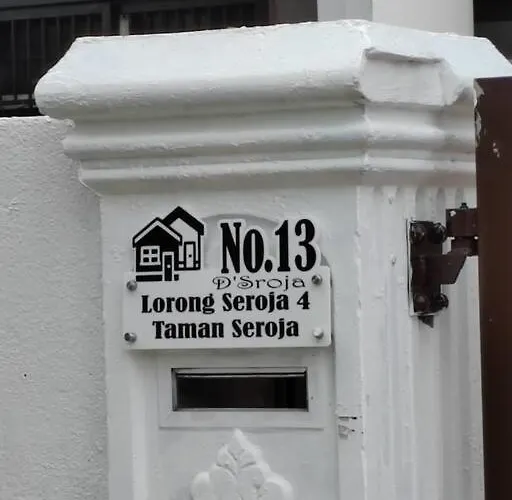 No.13
D'Sroja
Lorong Seroja 4
Taman Seroja